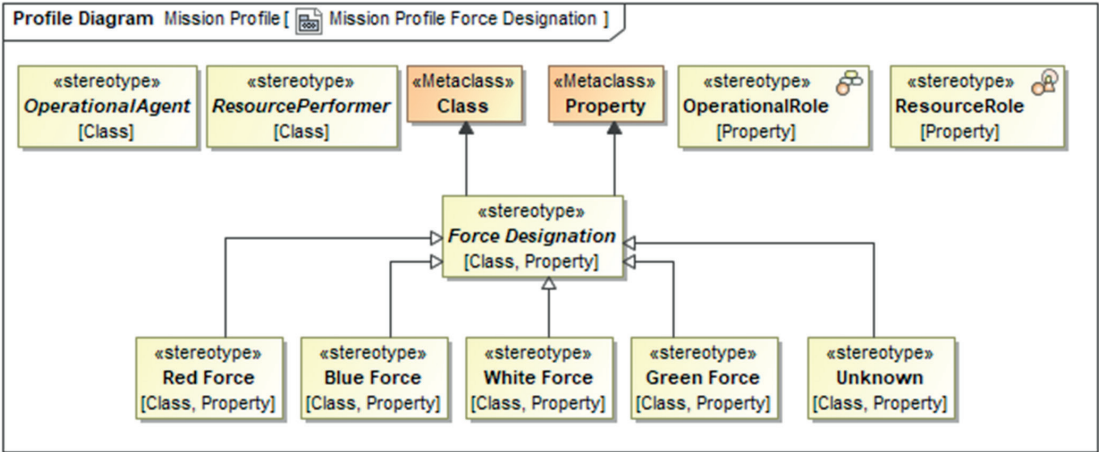 Profile Diagram Mission Profile [ Mission Profile Force Designation ]
«stereotype»
OperationalAgent
[Class]
«stereotype»
ResourcePerformer
[Class]
«Metaclass»
Class
«Metaclass»
Property
«stereotype»
OperationalRole
[Property]
«stereotype»
ResourceRole
[Property]
«stereotype»
Force Designation
[Class, Property]
«stereotype»
Red Force
[Class, Property]
«stereotype»
Blue Force
[Class, Property]
«stereotype»
White Force
[Class, Property]
«stereotype»
Green Force
[Class, Property]
«stereotype»
Unknown
[Class, Property]